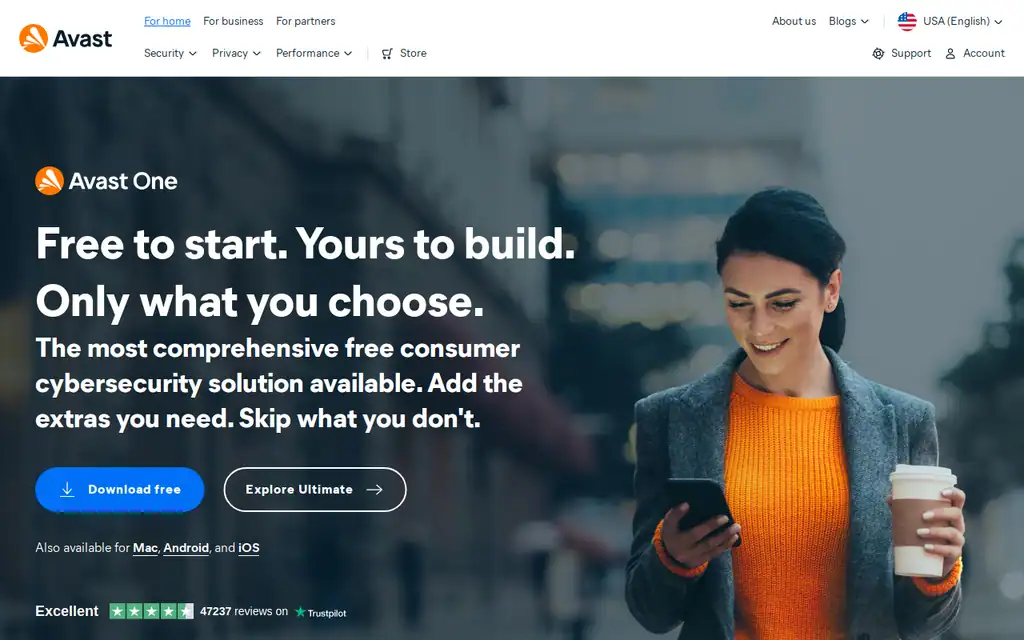 Avast
For home For business For partners
About us Blogs USA (English)
Security Privacy Performance Store
Support Account
Avast One
Free to start. Yours to build.
Only what you choose.
The most comprehensive free consumer
cybersecurity solution available. Add the
extras you need. Skip what you don't.
Download free Explore Ultimate
Also available for Mac, Android, and iOS
Excellent 47237 reviews on Trustpilot